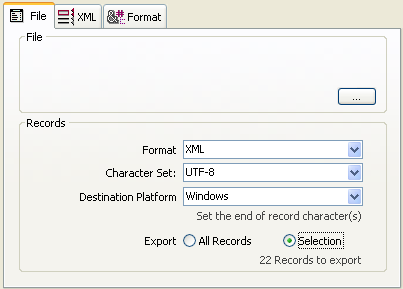 File XML Format
File
...
Records
Format XML
Character Set: UTF-8
Destination Platform Windows
Set the end of record character(s)
Export All Records Selection
22 Records to export